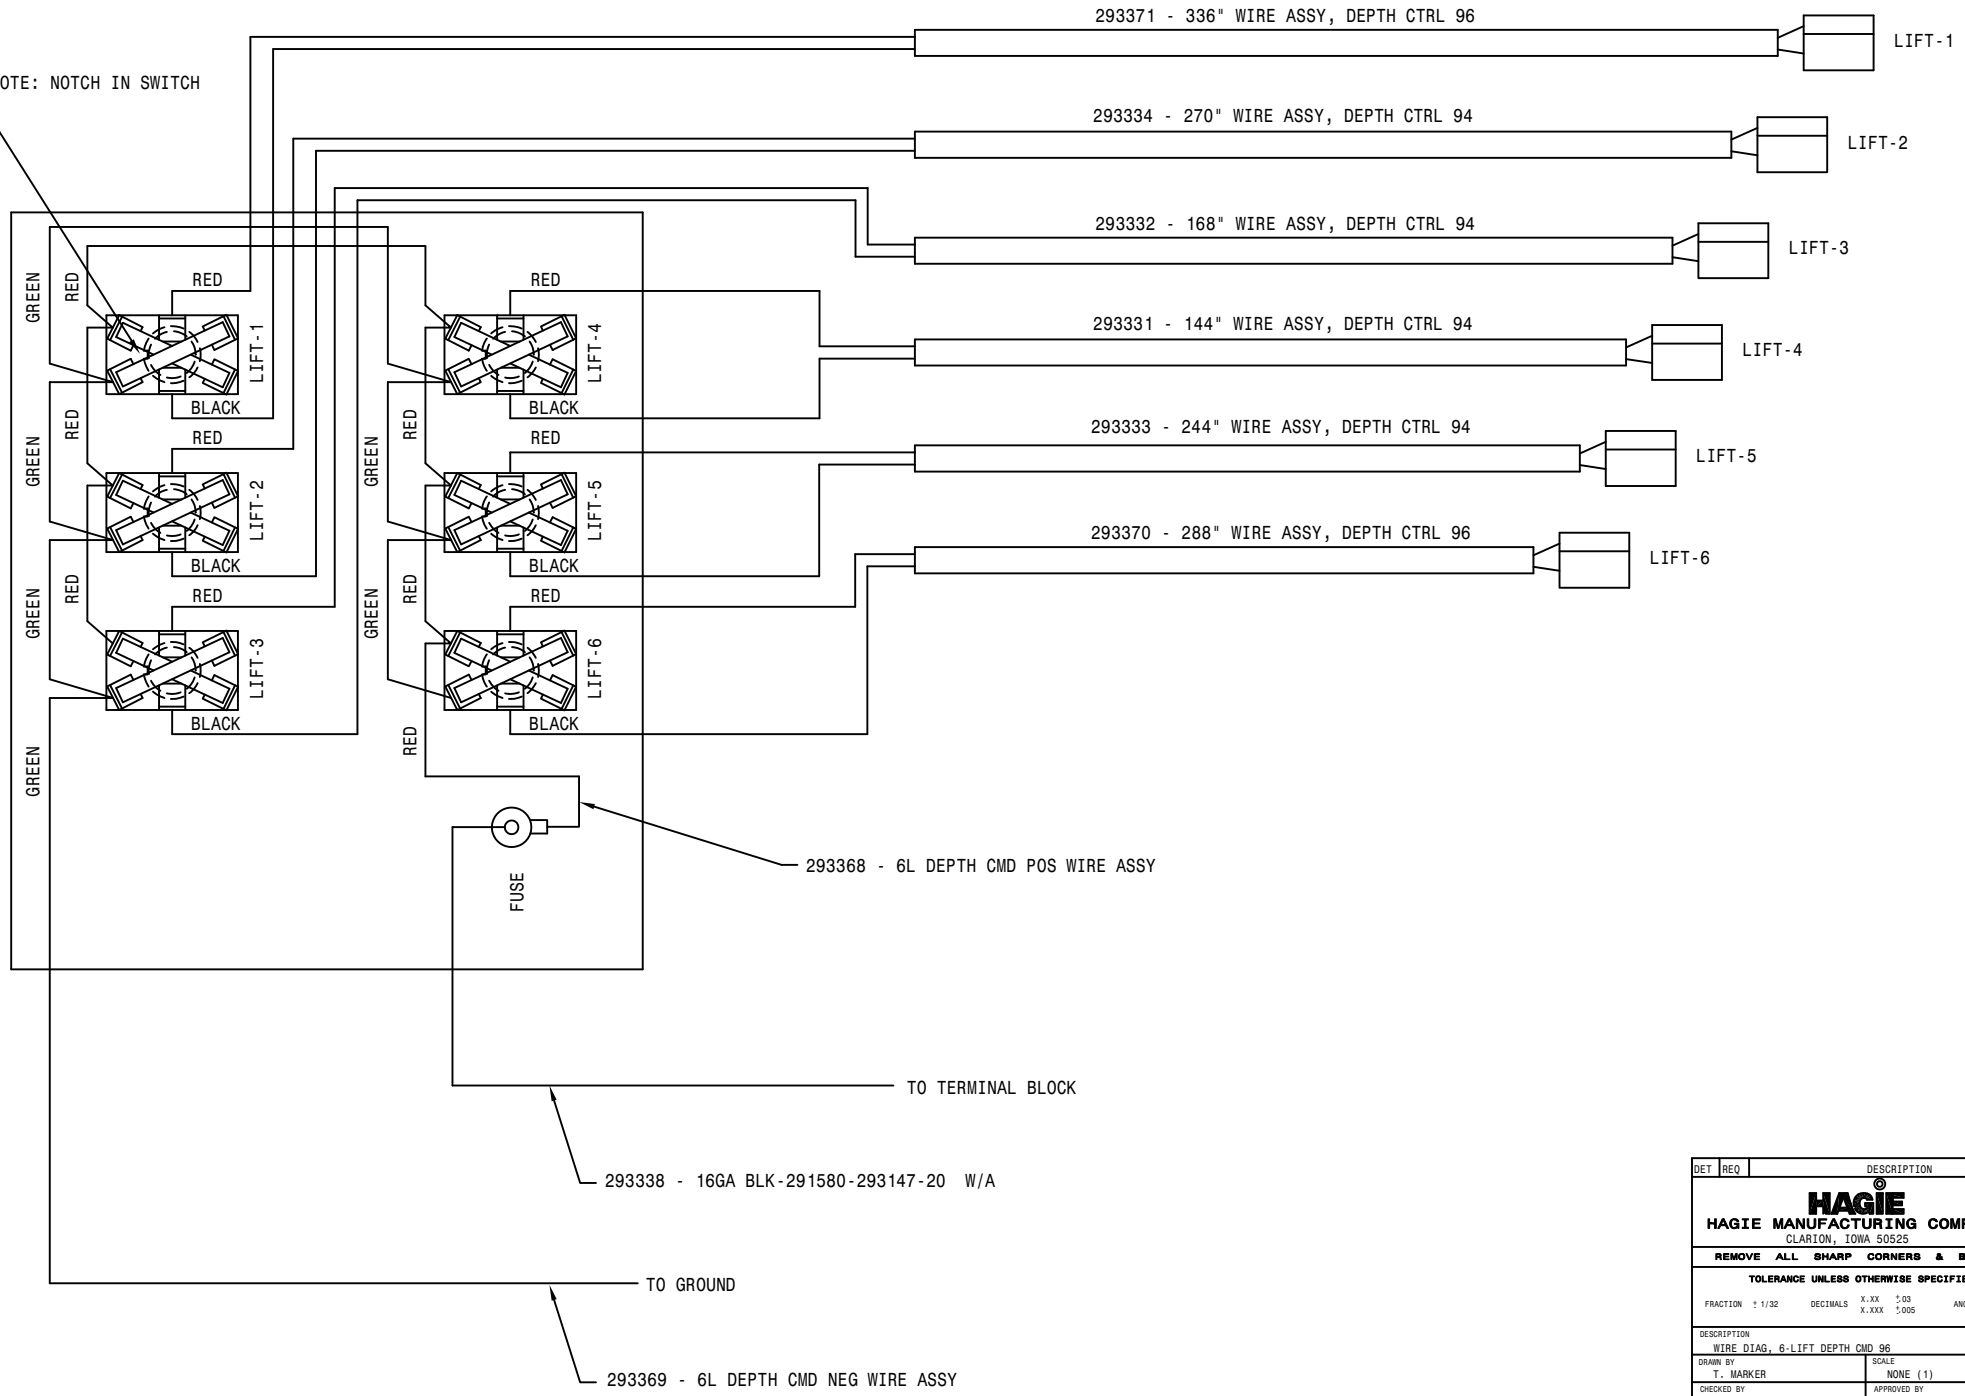 293371 - 336" WIRE ASSY, DEPTH CTRL 96
LIFT-1
OTE: NOTCH IN SWITCH
293334 - 270" WIRE ASSY, DEPTH CTRL 94
LIFT-2
293332 - 168" WIRE ASSY, DEPTH CTRL 94
LIFT-3
GREEN
RED
RED
RED
LIFT-1
LIFT-4
293331 - 144" WIRE ASSY, DEPTH CTRL 94
LIFT-4
BLACK
BLACK
GREEN
RED
RED
GREEN
RED
RED
LIFT-2
LIFT-5
293333 - 244" WIRE ASSY, DEPTH CTRL 94
LIFT-5
BLACK
BLACK
293370 - 288" WIRE ASSY, DEPTH CTRL 96
LIFT-6
GREEN
RED
RED
GREEN
RED
RED
LIFT-3
LIFT-6
BLACK
BLACK
GREEN
RED
FUSE
293368 - 6L DEPTH CMD POS WIRE ASSY
TO TERMINAL BLOCK
293338 - 16GA BLK-291580-293147-20 W/A
TO GROUND
293369 - 6L DEPTH CMD NEG WIRE ASSY
DET REQ DESCRIPTION
HAGIE
HAGIE MANUFACTURING COMP
CLARION, IOWA 50525
REMOVE ALL SHARP CORNERS & B
TOLERANCE UNLESS OTHERWISE SPECIFIE
FRACTION ± 1/32 DECIMALS X.XX ±.03 ANG
X.XXX ±.005
DESCRIPTION
WIRE DIAG, 6-LIFT DEPTH CMD 96
DRAWN BY SCALE
T. MARKER NONE (1)
CHECKED BY APPROVED BY